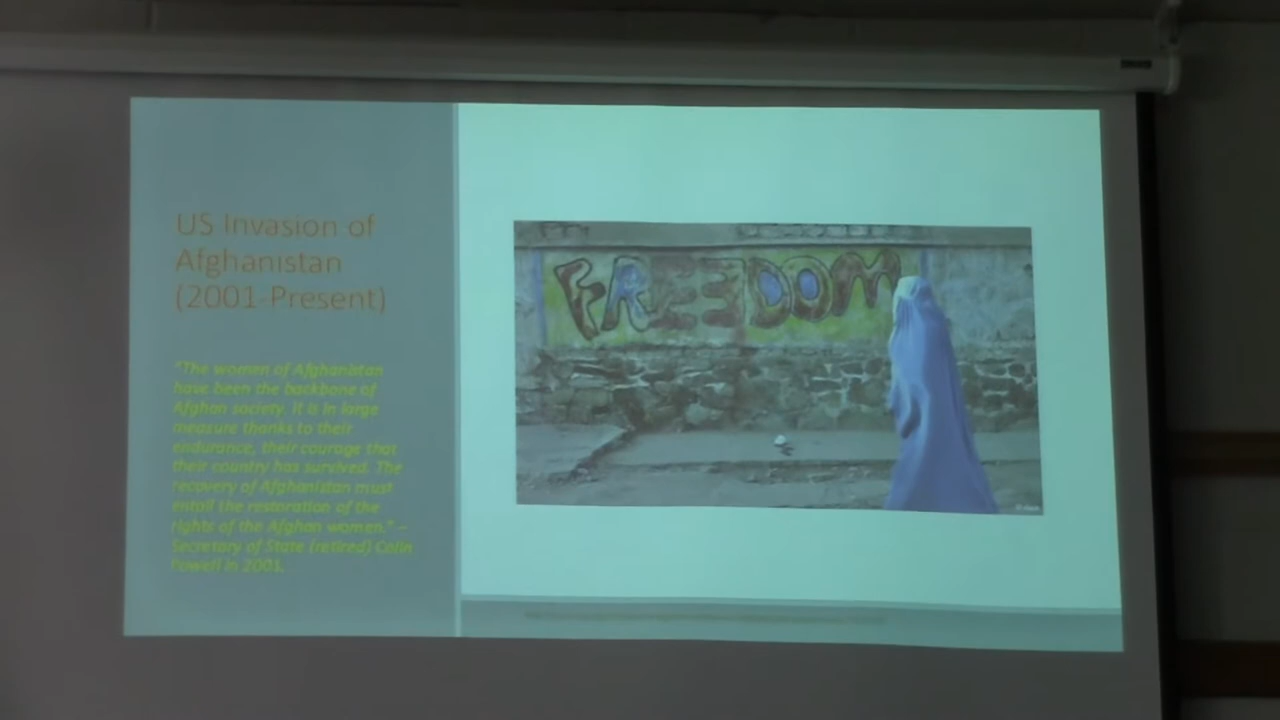 US Invasion of
Afghanistan
(2001-Present)
"The women of Afghanistan
have been the backbone of
Afghan society. It is in large
measure thanks to their
endurance, their courage that
their country has survived. The
recovery of Afghanistan must
entail the restoration of the
rights of the Afghan women." –
Secretary of State (retired) Colin
Powell in 2001.
FREEDOM